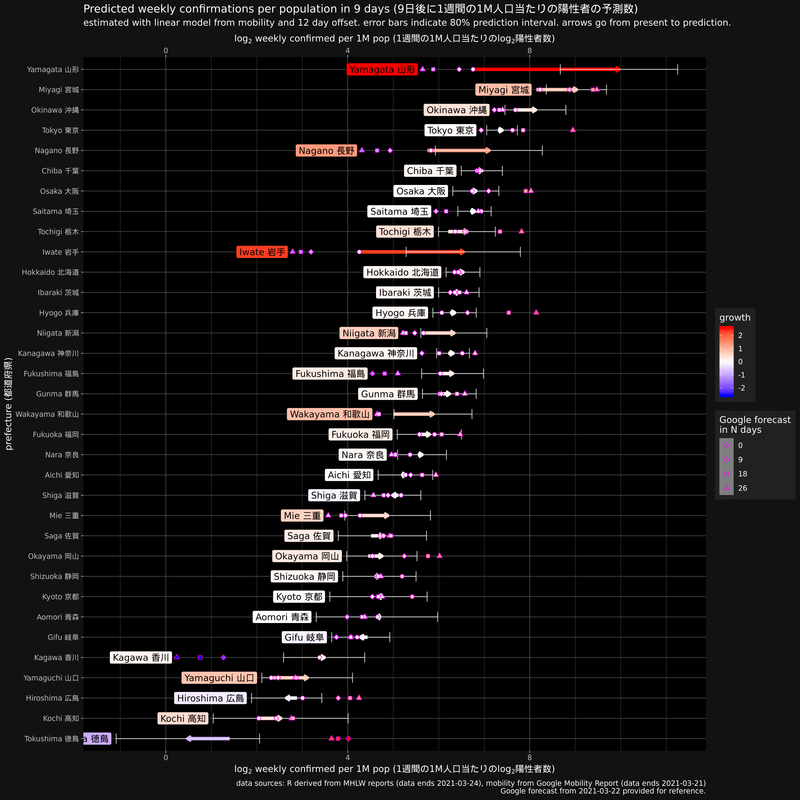 Predicted weekly confirmations per population in 9 days (9日後に1週間の1M人口当たりの陽性者の予測数)
estimated with linear model from mobility and 12 day offset. error bars indicate 80% prediction interval. arrows go from present to prediction.
log2 weekly confirmed per 1M pop (1週間の1M人口当たりのlog2陽性者数)
0 4 8
Yamagata 山形 Yamagata 山形
Miyagi 宮城 Miyagi 宮城
Okinawa 沖縄 Okinawa 沖縄
Tokyo 東京 Tokyo 東京
Nagano 長野 Nagano 長野
Chiba 千葉 Chiba 千葉
Osaka 大阪 Osaka 大阪
Saitama 埼玉 Saitama 埼玉
Tochigi 栃木 Tochigi 栃木
Iwate 岩手 Iwate 岩手
Hokkaido 北海道 Hokkaido 北海道
Ibaraki 茨城 Ibaraki 茨城
Hyogo 兵庫 Hyogo 兵庫
Niigata 新潟 Niigata 新潟
Kanagawa 神奈川 Kanagawa 神奈川
Fukushima 福島 Fukushima 福島
Gunma 群馬 Gunma 群馬
Wakayama 和歌山 Wakayama 和歌山
Fukuoka 福岡 Fukuoka 福岡
Nara 奈良 Nara 奈良
Aichi 愛知 Aichi 愛知
Shiga 滋賀 Shiga 滋賀
Mie 三重 Mie 三重
Saga 佐賀 Saga 佐賀
Okayama 岡山 Okayama 岡山
Shizuoka 静岡 Shizuoka 静岡
Kyoto 京都 Kyoto 京都
Aomori 青森 Aomori 青森
Gifu 岐阜 Gifu 岐阜
Kagawa 香川 Kagawa 香川
Yamaguchi 山口 Yamaguchi 山口
Hiroshima 広島 Hiroshima 広島
Kochi 高知 Kochi 高知
Tokushima 徳島 a 徳島
prefecture (都道府県)
0 4 8
log2 weekly confirmed per 1M pop (1週間の1M人口当たりのlog2陽性者数)
growth
2
1
0
-1
-2
Google forecast
in N days
0
9
18
26
data sources: R derived from MHLW reports (data ends 2021-03-24), mobility from Google Mobility Report (data ends 2021-03-21)
Google forecast from 2021-03-22 provided for reference.